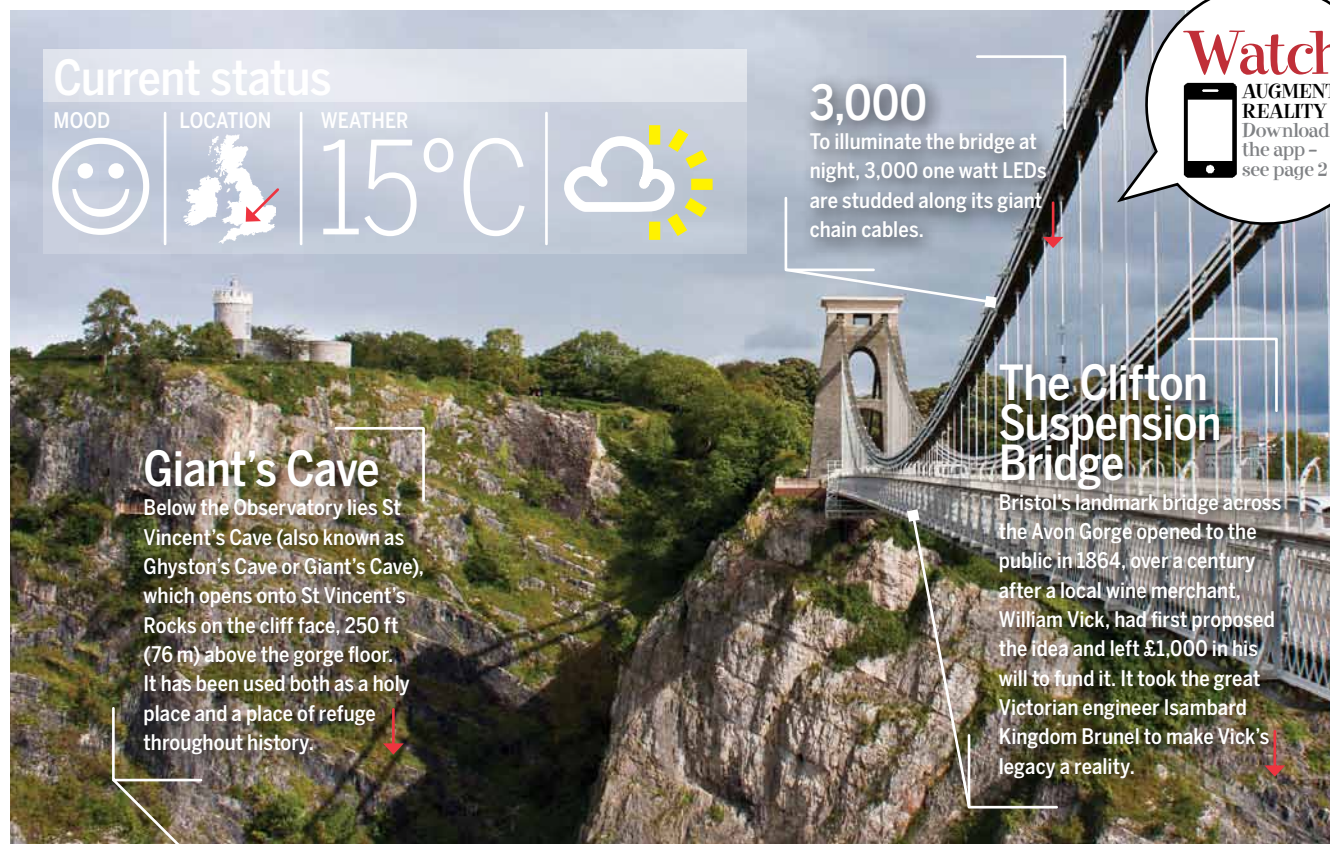 Current status
MOOD
LOCATION
WEATHER
15°C
3,000
To illuminate the bridge at
night, 3,000 one watt LEDs
are studded along its giant
chain cables.
Watch
AUGMENT
REALITY
Download
the app –
see page 2
Giant's Cave
Below the Observatory lies St
Vincent's Cave (also known as
Ghyston's Cave or Giant's Cave),
which opens onto St Vincent's
Rocks on the cliff face, 250 ft
(76 m) above the gorge floor.
It has been used both as a holy
place and a place of refuge
throughout history.
The Clifton
Suspension
Bridge
Bristol's landmark bridge across
the Avon Gorge opened to the
public in 1864, over a century
after a local wine merchant,
William Vick, had first proposed
the idea and left £1,000 in his
will to fund it. It took the great
Victorian engineer Isambard
Kingdom Brunel to make Vick's
legacy a reality.